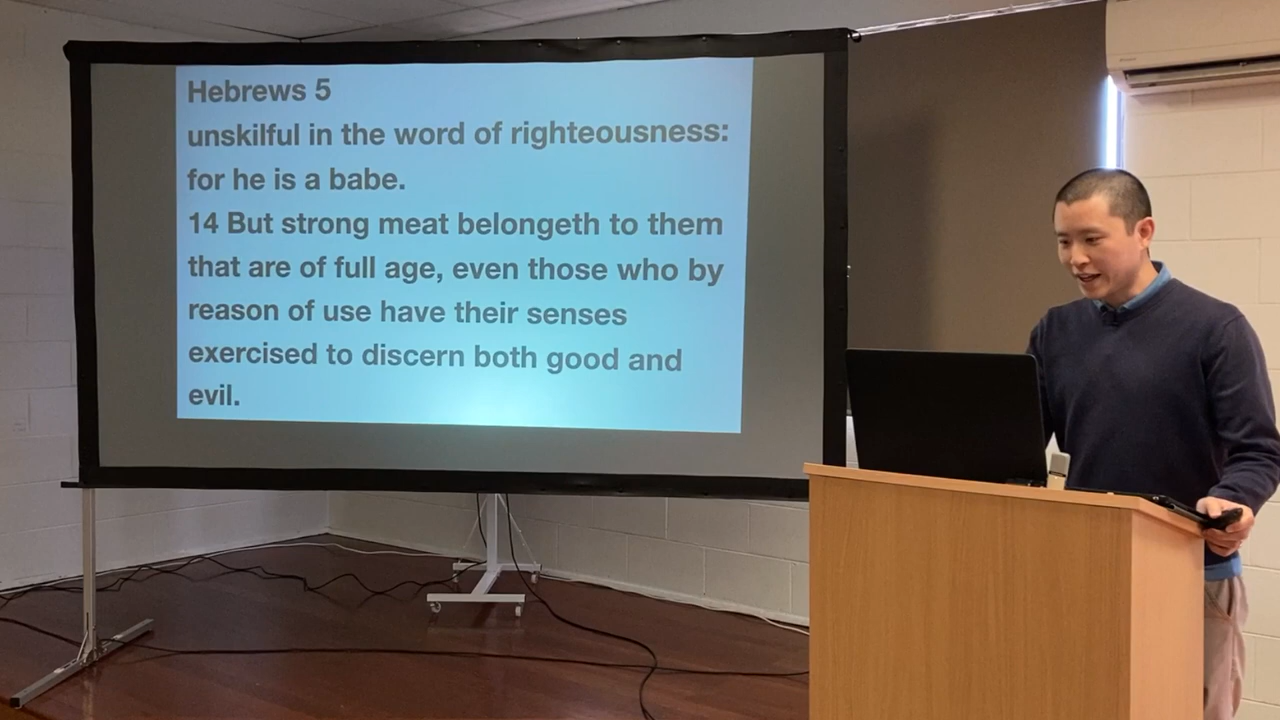 Hebrews 5
unskilful in the word of righteousness:
for he is a babe.
14 But strong meat belongeth to them
that are of full age, even those who by
reason of use have their senses
exercised to discern both good and
evil.